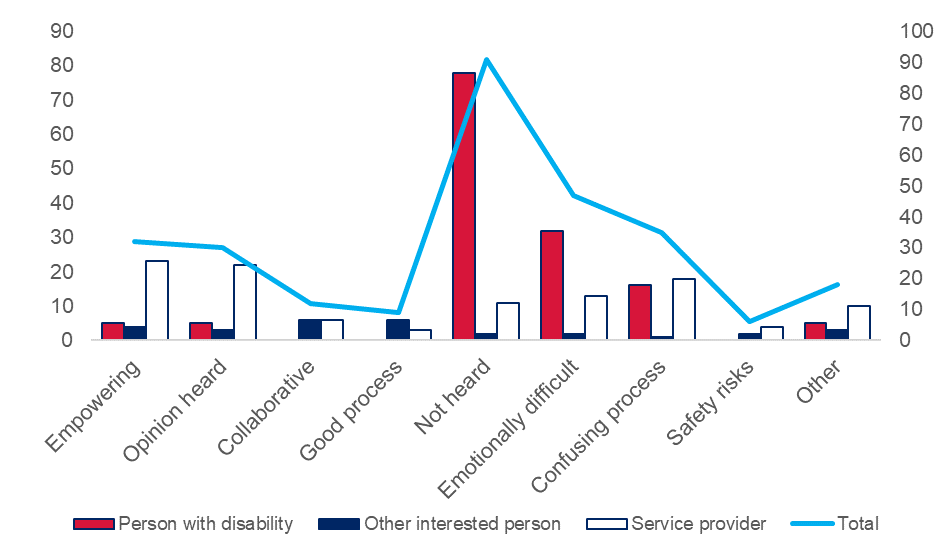 90
80
70
60
50
40
30
20
10
0
100
90
80
70
60
50
40
30
20
10
0
Empowering
Opinion heard
Collaborative
Good process
Not heard
Emotionally difficult
Confusing process
Safety risks
Other
Person with disability
Other interested person
Service provider
Total